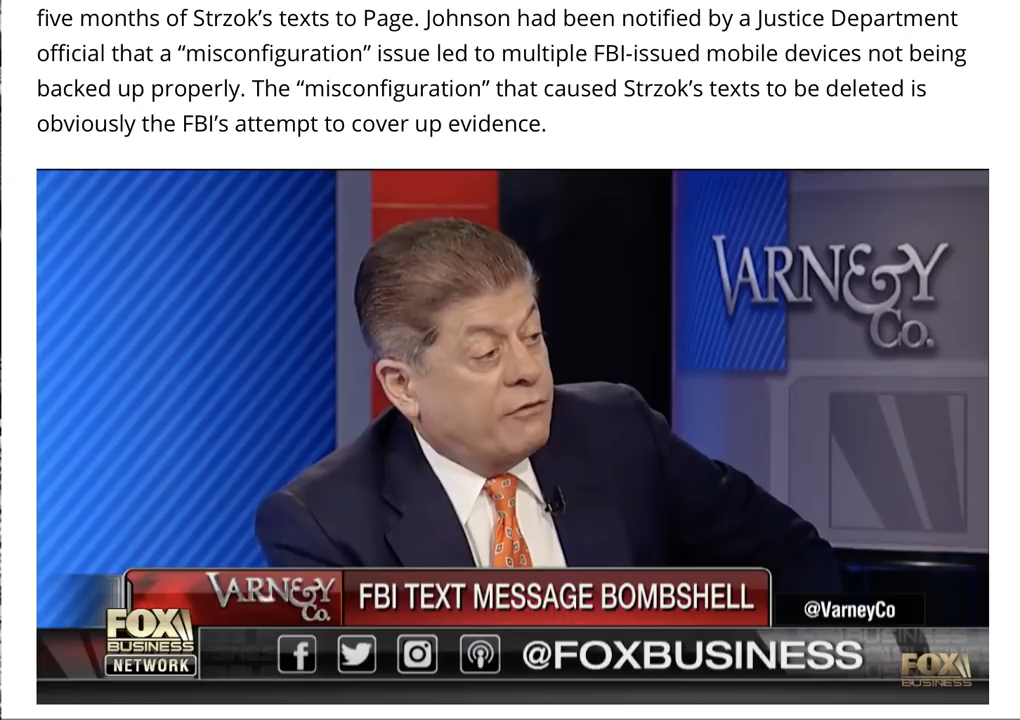 five months of Strzok’s texts to Page. Johnson had been notified by a Justice Department
official that a “misconfiguration” issue led to multiple FBI-issued mobile devices not being
backed up properly. The “misconfiguration” that caused Strzok’s texts to be deleted is
obviously the FBI’s attempt to cover up evidence.
VARNEY
& Co.
VARNEY
& Co.
FBI TEXT MESSAGE BOMBSHELL
@VarneyCo
FOX
BUSINESS
NETWORK
@FOXBUSINESS
FOX
BUSINESS